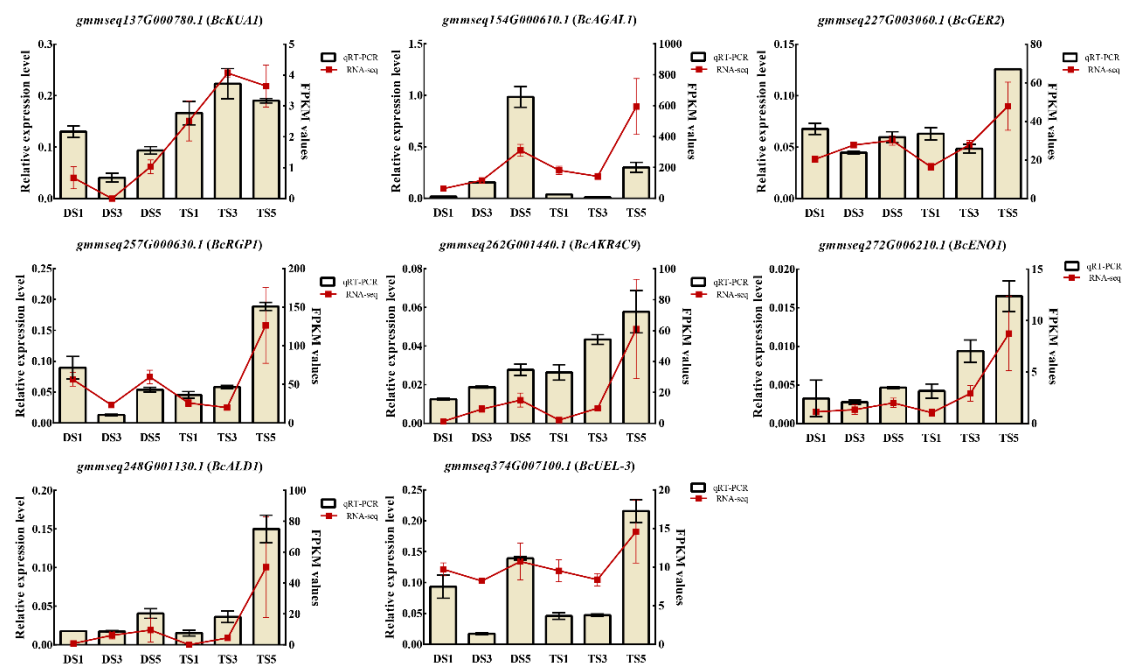 gmmseq137G000780.1 (BcKUA1)
qRT-PCR
RNA-seq
Relative expression level
FPKM values
0.3
0.2
0.1
0.0
5
4
3
2
1
0
DS1 DS3 DS5 TS1 TS3 TS5
gmmseq154G000610.1 (BcAGAL1)
qRT-PCR
RNA-seq
Relative expression level
FPKM values
1.5
1.0
0.5
0.0
1000
800
600
400
300
200
100
0
DS1 DS3 DS5 TS1 TS3 TS5
gmmseq227G003060.1 (BcGER2)
qRT-PCR
RNA-seq
Relative expression level
FPKM values
0.15
0.10
0.05
0.00
80
60
40
20
0
DS1 DS3 DS5 TS1 TS3 TS5
gmmseq257G000630.1 (BcRGP1)
qRT-PCR
RNA-seq
Relative expression level
FPKM values
0.25
0.20
0.15
0.10
0.05
0.00
200
150
100
50
0
DS1 DS3 DS5 TS1 TS3 TS5
gmmseq262G001440.1 (BcAKR4C9)
qRT-PCR
RNA-seq
Relative expression level
FPKM values
0.08
0.06
0.04
0.02
0.00
100
80
60
40
20
10
0
DS1 DS3 DS5 TS1 TS3 TS5
gmmseq272G006210.1 (BcENO1)
qRT-PCR
RNA-seq
Relative expression level
FPKM values
0.020
0.015
0.010
0.005
0.000
15
10
5
0
DS1 DS3 DS5 TS1 TS3 TS5
gmmseq248G001130.1 (BcALD1)
qRT-PCR
RNA-seq
Relative expression level
FPKM values
0.20
0.15
0.10
0.05
0.00
100
80
60
40
20
0
DS1 DS3 DS5 TS1 TS3 TS5
gmmseq374G007100.1 (BcUEL-3)
qRT-PCR
RNA-seq
Relative expression level
FPKM values
0.25
0.20
0.15
0.10
0.05
0.00
20
15
10
5
0
DS1 DS3 DS5 TS1 TS3 TS5